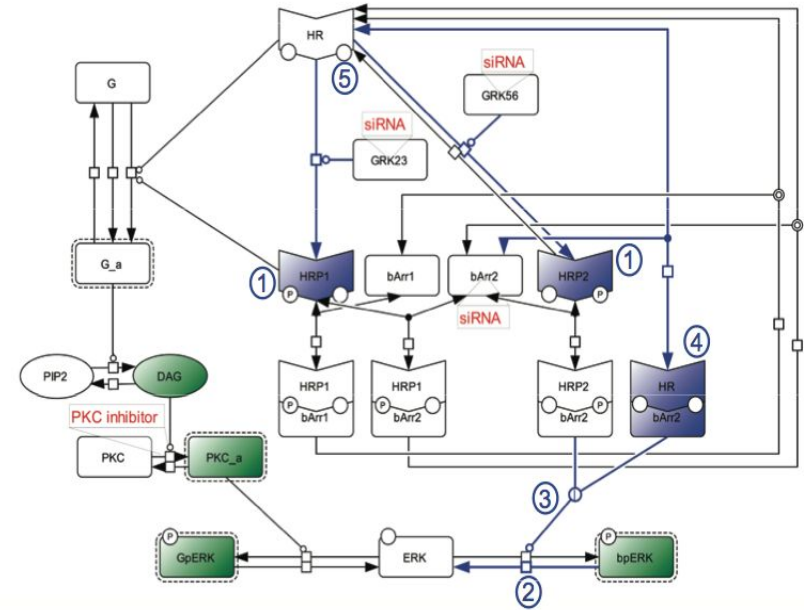 HR
siRNA
5
G
GRK56
siRNA
GRK23
G_a
1
HRP1
P
bArr1
bArr2
HRP2
P
1
siRNA
4
PIP2
DAG
HRP1
P
bArr1
HRP1
P
bArr2
HRP2
P
bArr2
HR
bArr2
PKC inhibitor
PKC
PKC_a
3
P
GpERK
ERK
P
bpERK
2